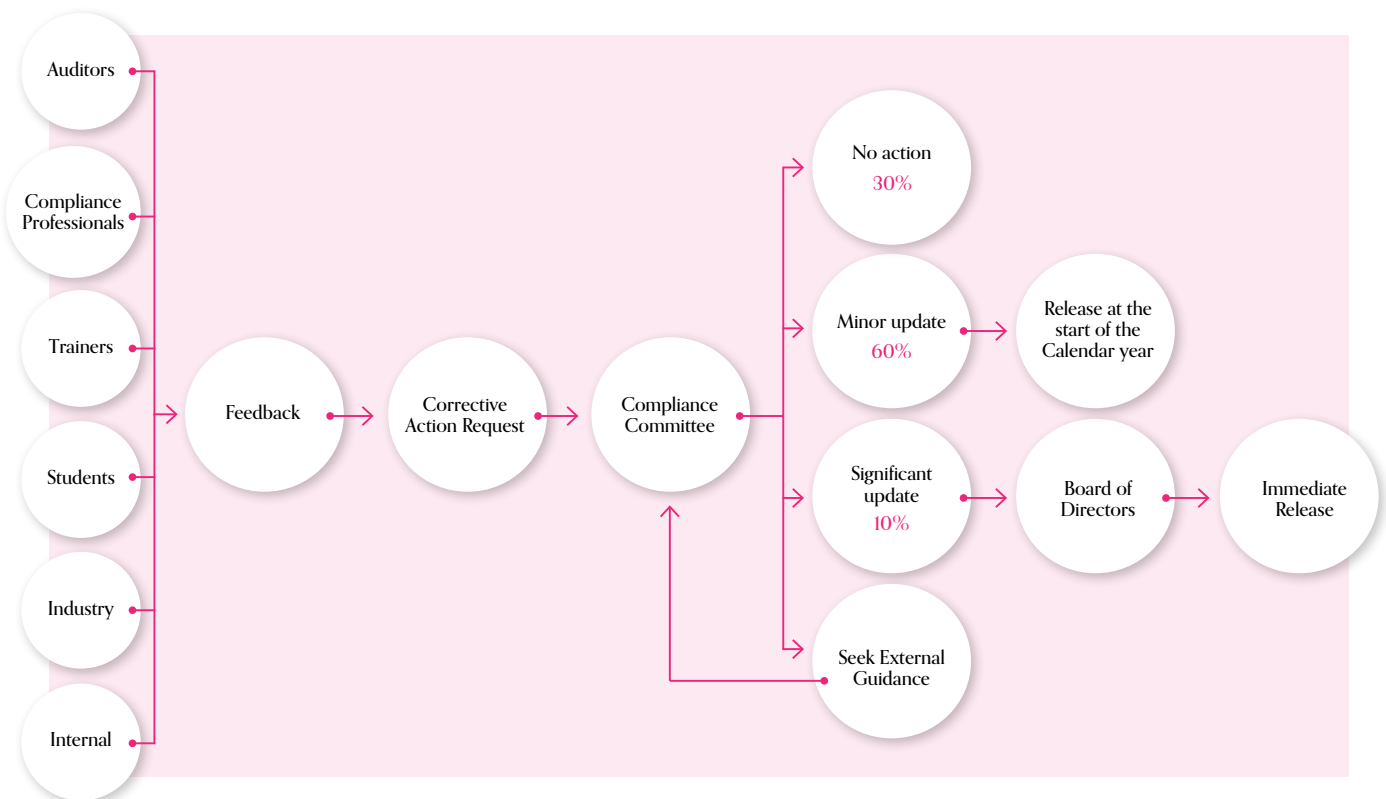 Auditors
Compliance
Professionals
Trainers
Students
Industry
Internal
Feedback
Corrective
Action Request
Compliance
Committee
No action
30%
Minor update
60%
Release at the
start of the
Calendar year
Significant
update
10%
Board of
Directors
Immediate
Release
Seek External
Guidance